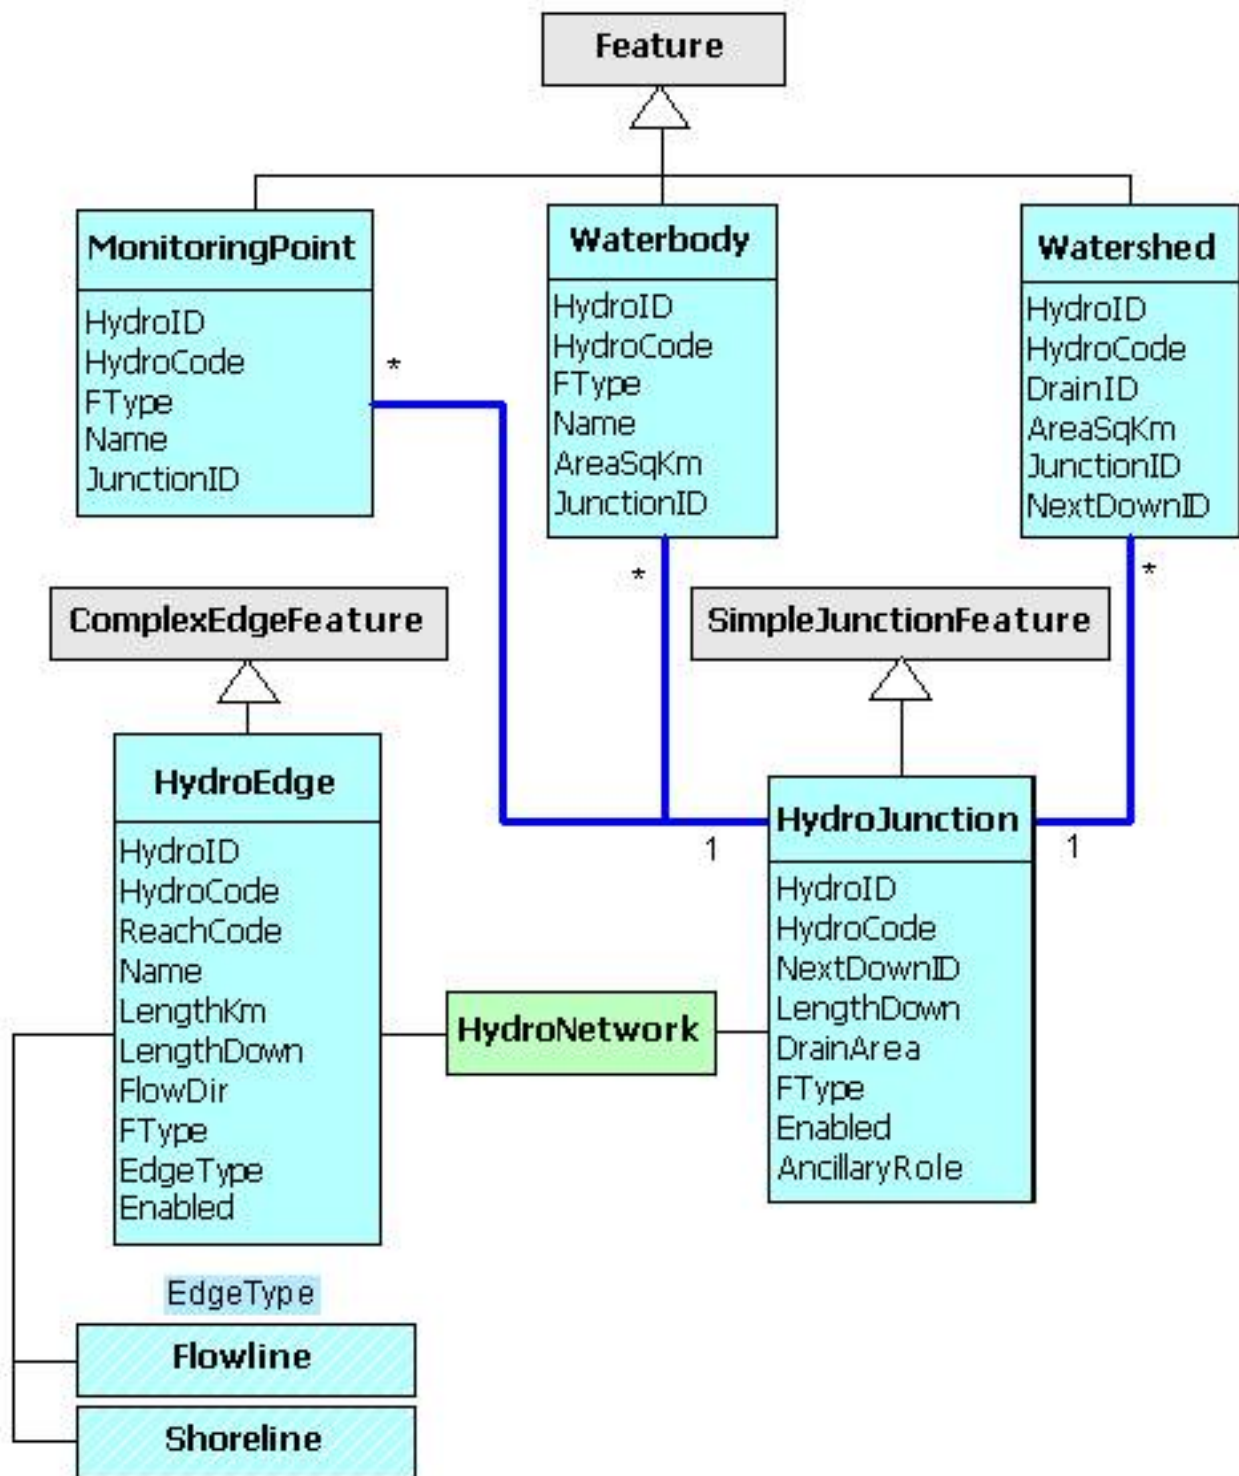 Feature
MonitoringPoint
HydroID
HydroCode
FType
Name
JunctionID
*
Waterbody
HydroID
HydroCode
FType
Name
AreaSqKm
JunctionID
*
Watershed
HydroID
HydroCode
DrainID
AreaSqKm
JunctionID
NextDownID
*
ComplexEdgeFeature
SimpleJunctionFeature
HydroEdge
HydroID
HydroCode
ReachCode
Name
LengthKm
LengthDown
FlowDir
FType
EdgeType
Enabled
HydroNetwork
1
HydroJunction
1
HydroID
HydroCode
NextDownID
LengthDown
DrainArea
FType
Enabled
AncillaryRole
EdgeType
Flowline
Shoreline